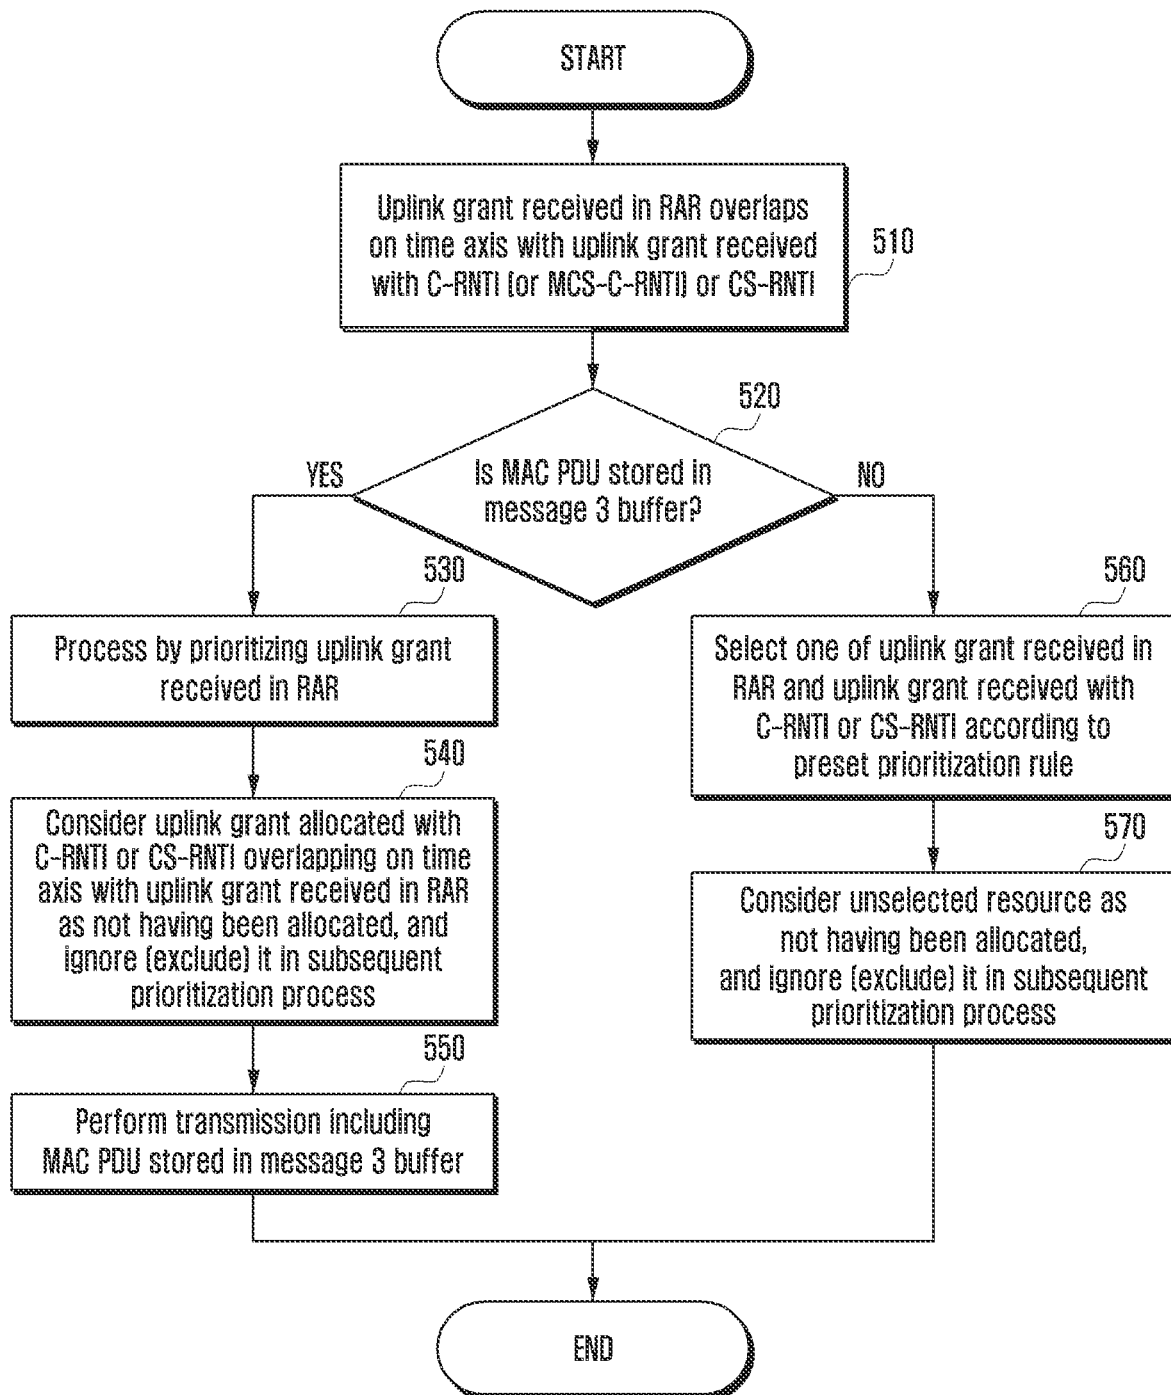 START
Uplink grant received in RAR overlaps
on time axis with uplink grant received
with C-RNTI (or MCS-C-RNTI) or CS-RNTI
510
520
Is MAC PDU stored in
message 3 buffer?
YES
NO
530
Process by prioritizing uplink grant
received in RAR
540
Consider uplink grant allocated with
C-RNTI or CS-RNTI overlapping on time
axis with uplink grant received in RAR
as not having been allocated, and
ignore (exclude) it in subsequent
prioritization process
550
Perform transmission including
MAC PDU stored in message 3 buffer
560
Select one of uplink grant received in
RAR and uplink grant received with
C-RNTI or CS-RNTI according to
preset prioritization rule
570
Consider unselected resource as
not having been allocated,
and ignore (exclude) it in subsequent
prioritization process
END